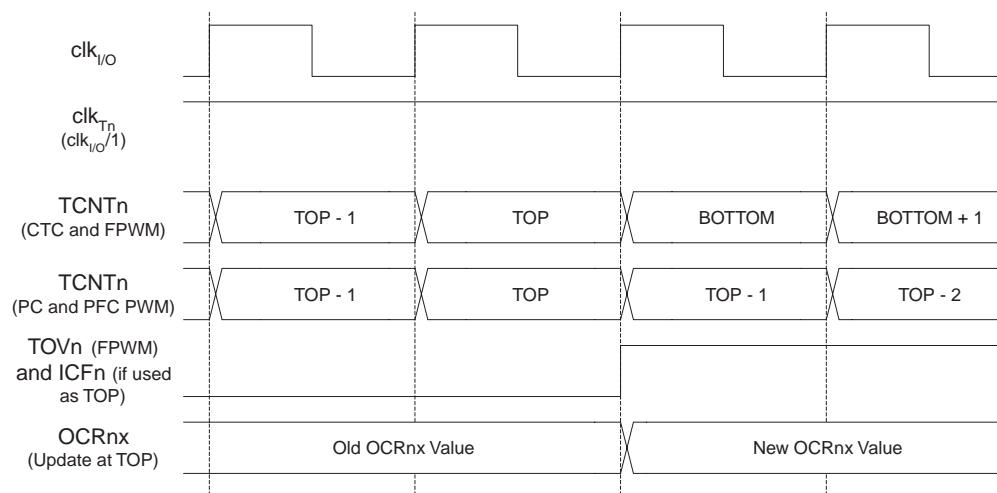 clkI/O
clkTn
(clkI/O/1)
TCNTn
(CTC and FPWM)
TOP - 1
TOP
BOTTOM
BOTTOM + 1
TCNTn
(PC and PFC PWM)
TOP - 1
TOP
TOP - 1
TOP - 2
TOVn (FPWM)
and ICFn (if used
as TOP)
OCRnx
(Update at TOP)
Old OCRnx Value
New OCRnx Value